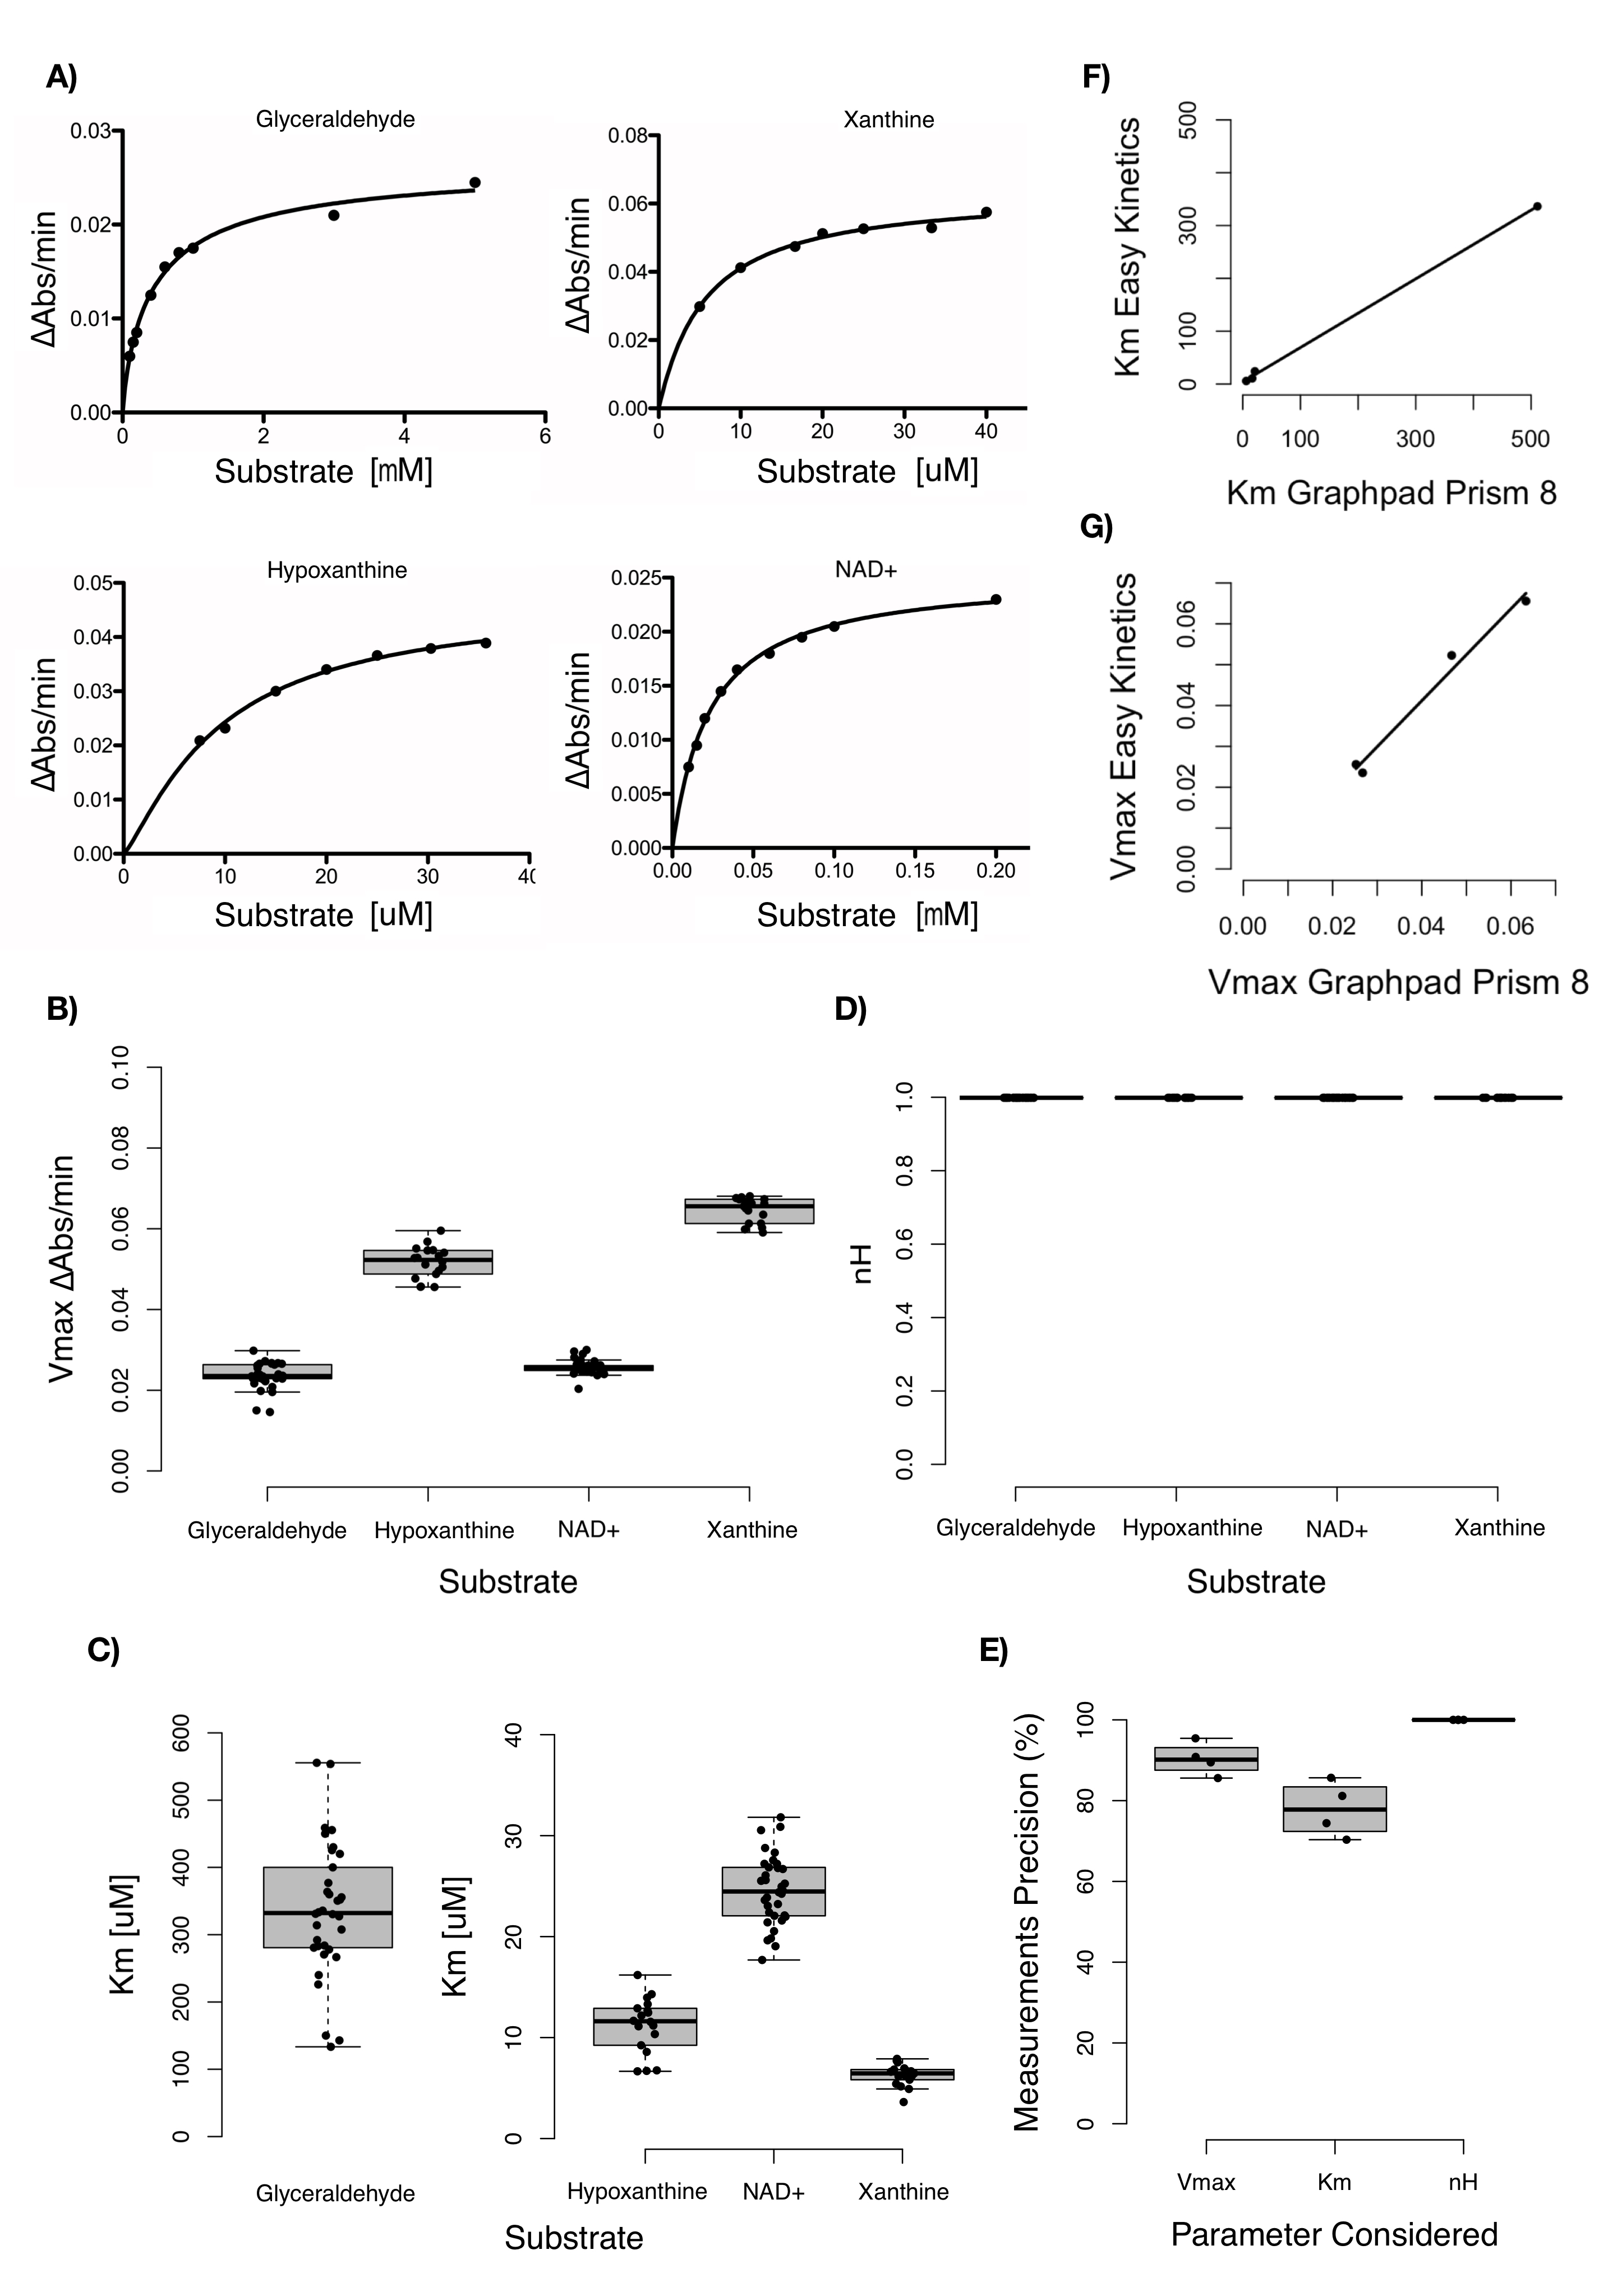 A)
Glyceraldehyde
ΔAbs/min
0.03
0.02
0.01
0.00
0 2 4 6
Substrate [mM]
Xanthine
ΔAbs/min
0.08
0.06
0.04
0.02
0.00
0 10 20 30 40
Substrate [uM]
Hypoxanthine
ΔAbs/min
0.05
0.04
0.03
0.02
0.01
0.00
0 10 20 30 40
Substrate [uM]
NAD+
ΔAbs/min
0.025
0.020
0.015
0.010
0.005
0.000
0.00 0.05 0.10 0.15 0.20
Substrate [mM]
F)
Km Easy Kinetics
500
300
100
0
0 100 300 500
Km Graphpad Prism 8
G)
Vmax Easy Kinetics
0.06
0.04
0.02
0.00
0.00 0.02 0.04 0.06
Vmax Graphpad Prism 8
B)
Vmax ΔAbs/min
0.10
0.08
0.06
0.04
0.02
0.00
Glyceraldehyde Hypoxanthine NAD+ Xanthine
Substrate
D)
nH
1.0
0.8
0.6
0.4
0.2
0.0
Glyceraldehyde Hypoxanthine NAD+ Xanthine
Substrate
C)
Km [uM]
600
500
400
300
200
100
0
Glyceraldehyde
Km [uM]
40
30
20
10
0
Hypoxanthine NAD+ Xanthine
Substrate
E)
Measurements Precision (%)
100
80
60
40
20
0
Vmax Km nH
Parameter Considered